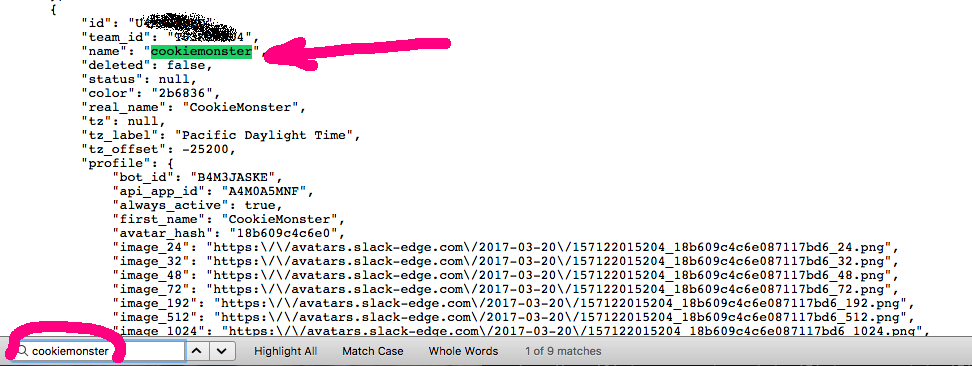 {
"id": "U
"team_id": "
"name": "cookiemonster",
"deleted": false,
"status": null,
"color": "2b6836",
"real_name": "CookieMonster",
"tz": null,
"tz_label": "Pacific Daylight Time",
"tz_offset": -25200,
"profile": {
"bot_id": "B4M3JASKE",
"api_app_id": "A4M0A5MNF",
"always_active": true,
"first_name": "CookieMonster",
"avatar_hash": "18b609c4c6e0",
"image_24": "https:\/\/avatars.slack-edge.com\/2017-03-20\/157122015204_18b609c4c6e087117bd6_24.png",
"image_32": "https:\/\/avatars.slack-edge.com\/2017-03-20\/157122015204_18b609c4c6e087117bd6_32.png",
"image_48": "https:\/\/avatars.slack-edge.com\/2017-03-20\/157122015204_18b609c4c6e087117bd6_48.png",
"image_72": "https:\/\/avatars.slack-edge.com\/2017-03-20\/157122015204_18b609c4c6e087117bd6_72.png",
"image_192": "https:\/\/avatars.slack-edge.com\/2017-03-20\/157122015204_18b609c4c6e087117bd6_192.png",
"image_512": "https:\/\/avatars.slack-edge.com\/2017-03-20\/157122015204_18b609c4c6e087117bd6_512.png",
"image_1024": "https:\/\/avatars.slack-edge.com\/2017-03-20\/157122015204_18b609c4c6e087117bd6_1024.png",
cookiemonster Highlight All Match Case Whole Words 1 of 9 matches